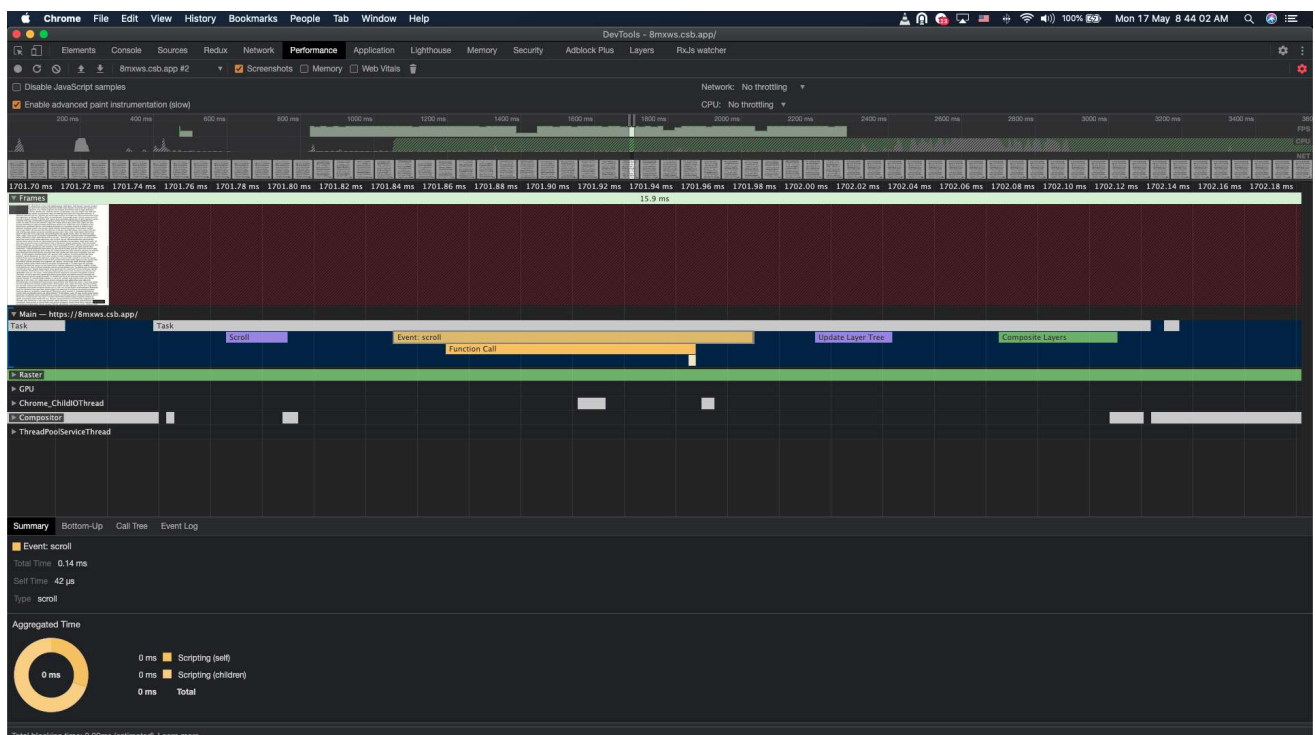 Chrome File Edit View History Bookmarks People Tab Window Help 23 100% Mon 17 May 8 44 02 AM
DevTools - 8mxws.csb.app/
Elements Console Sources Redux Network Performance Application Lighthouse Memory Security Adblock Plus Layers RxJs watcher
8mxws.csb.app #2 Screenshots Memory Web Vitals
Disable JavaScript samples Network: No throttling
Enable advanced paint instrumentation (slow) CPU: No throttling
200 ms 400 ms 600 ms 800 ms 1000 ms 1200 ms 1400 ms 1600 ms 1800 ms 2000 ms 2200 ms 2400 ms 2600 ms 2800 ms 3000 ms 3200 ms 3400 ms 360
FPS
CPU
NET
1701.70 ms 1701.72 ms 1701.74 ms 1701.76 ms 1701.78 ms 1701.80 ms 1701.82 ms 1701.84 ms 1701.86 ms 1701.88 ms 1701.90 ms 1701.92 ms 1701.94 ms 1701.96 ms 1701.98 ms 1702.00 ms 1702.02 ms 1702.04 ms 1702.06 ms 1702.08 ms 1702.10 ms 1702.12 ms 1702.14 ms 1702.16 ms 1702.18 ms
Frames 15.9 ms
Main — https://8mxws.csb.app/
Task Task
Scroll Event: scroll Update Layer Tree Composite Layers
Function Call
Raster
GPU
Chrome_ChildIOThread
Compositor
ThreadPoolServiceThread
Summary Bottom-Up Call Tree Event Log
Event: scroll
Total Time 0.14 ms
Self Time 42 μs
Type scroll
Aggregated Time
0 ms Scripting (self)
0 ms 0 ms Scripting (children)
0 ms Total
Total blocking time: 0.00ms (estimated) Learn more